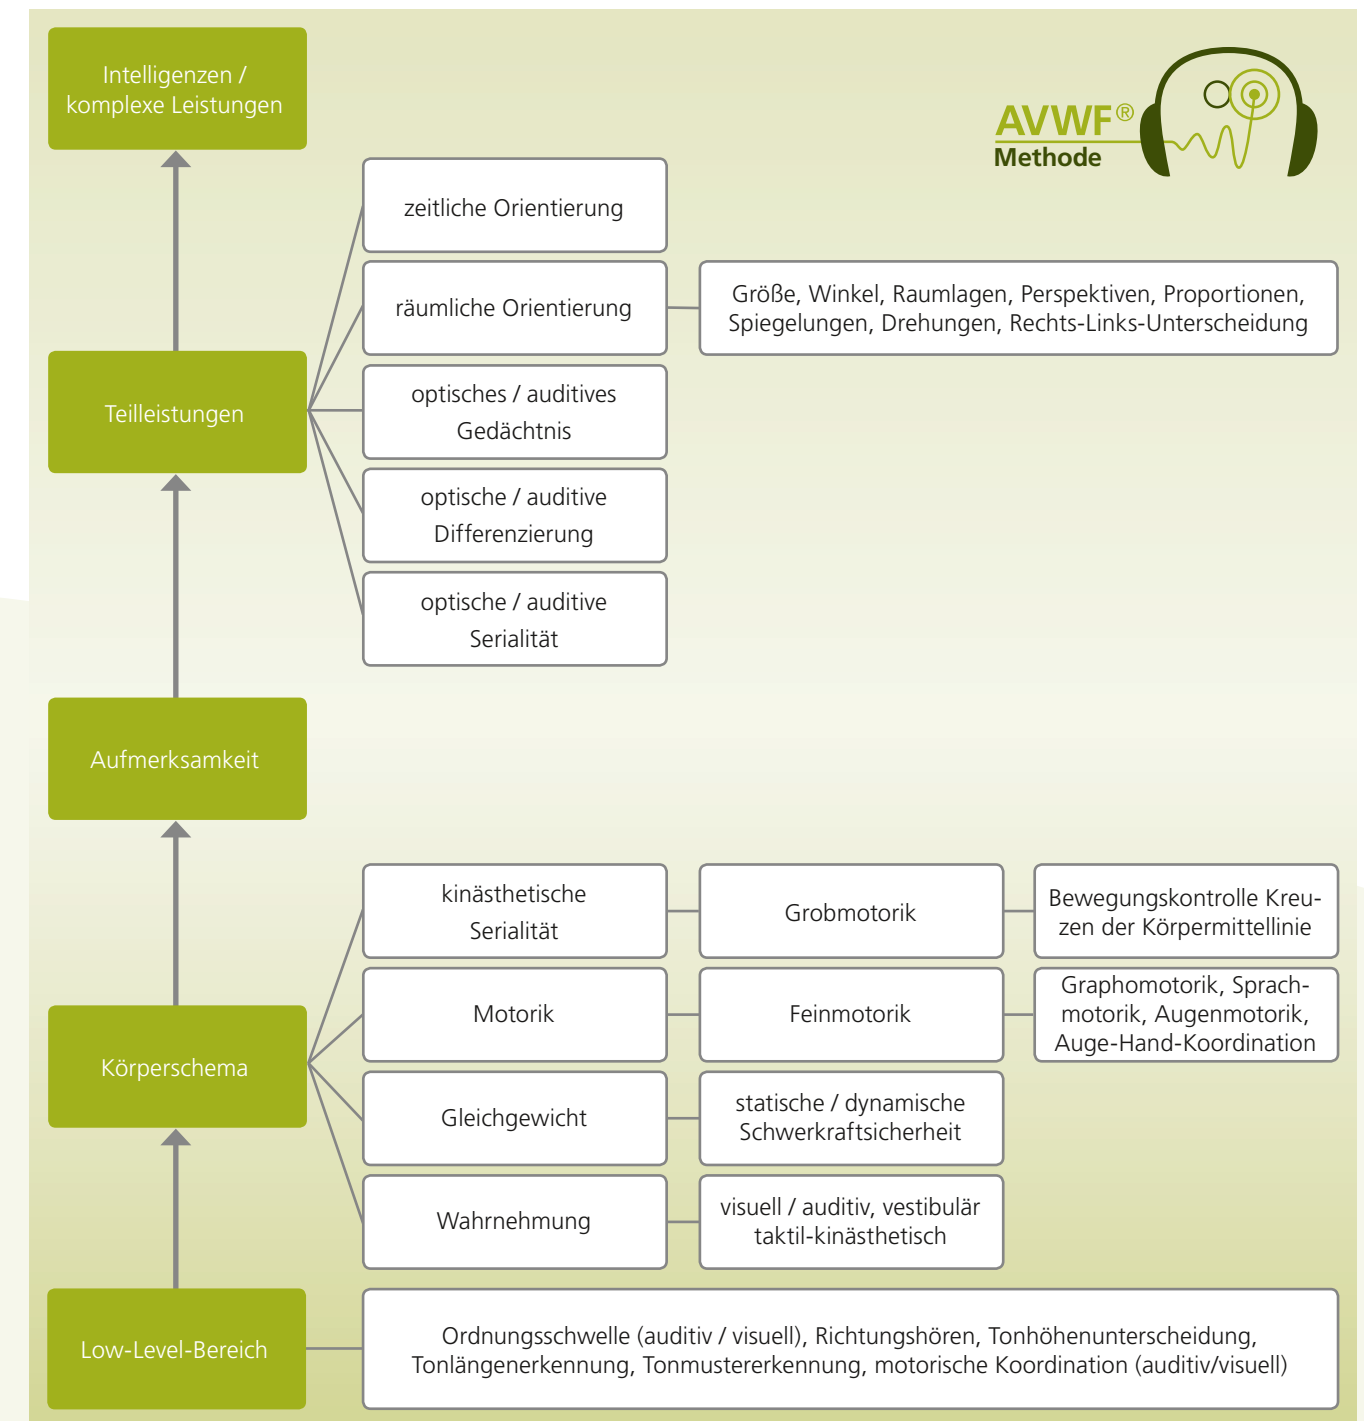 Intelligenzen /
komplexe Leistungen
AVWF®
Methode
zeitliche Orientierung
räumliche Orientierung
Größe, Winkel, Raumlagen, Perspektiven, Proportionen,
Spiegelungen, Drehungen, Rechts-Links-Unterscheidung
Teilleistungen
optisches / auditives
Gedächtnis
optische / auditive
Differenzierung
optische / auditive
Serialität
Aufmerksamkeit
kinästhetische
Serialität
Grobmotorik
Bewegungskontrolle Kreu-
zen der Körpermittellinie
Motorik
Feinmotorik
Graphomotorik, Sprach-
motorik, Augenmotorik,
Auge-Hand-Koordination
Körperschema
Gleichgewicht
statische / dynamische
Schwerkraftsicherheit
Wahrnehmung
visuell / auditiv, vestibulär
taktil-kinästhetisch
Low-Level-Bereich
Ordnungsschwelle (auditiv / visuell), Richtungshören, Tonhöhenunterscheidung,
Tonlängenerkennung, Tonmustererkennung, motorische Koordination (auditiv/visuell)